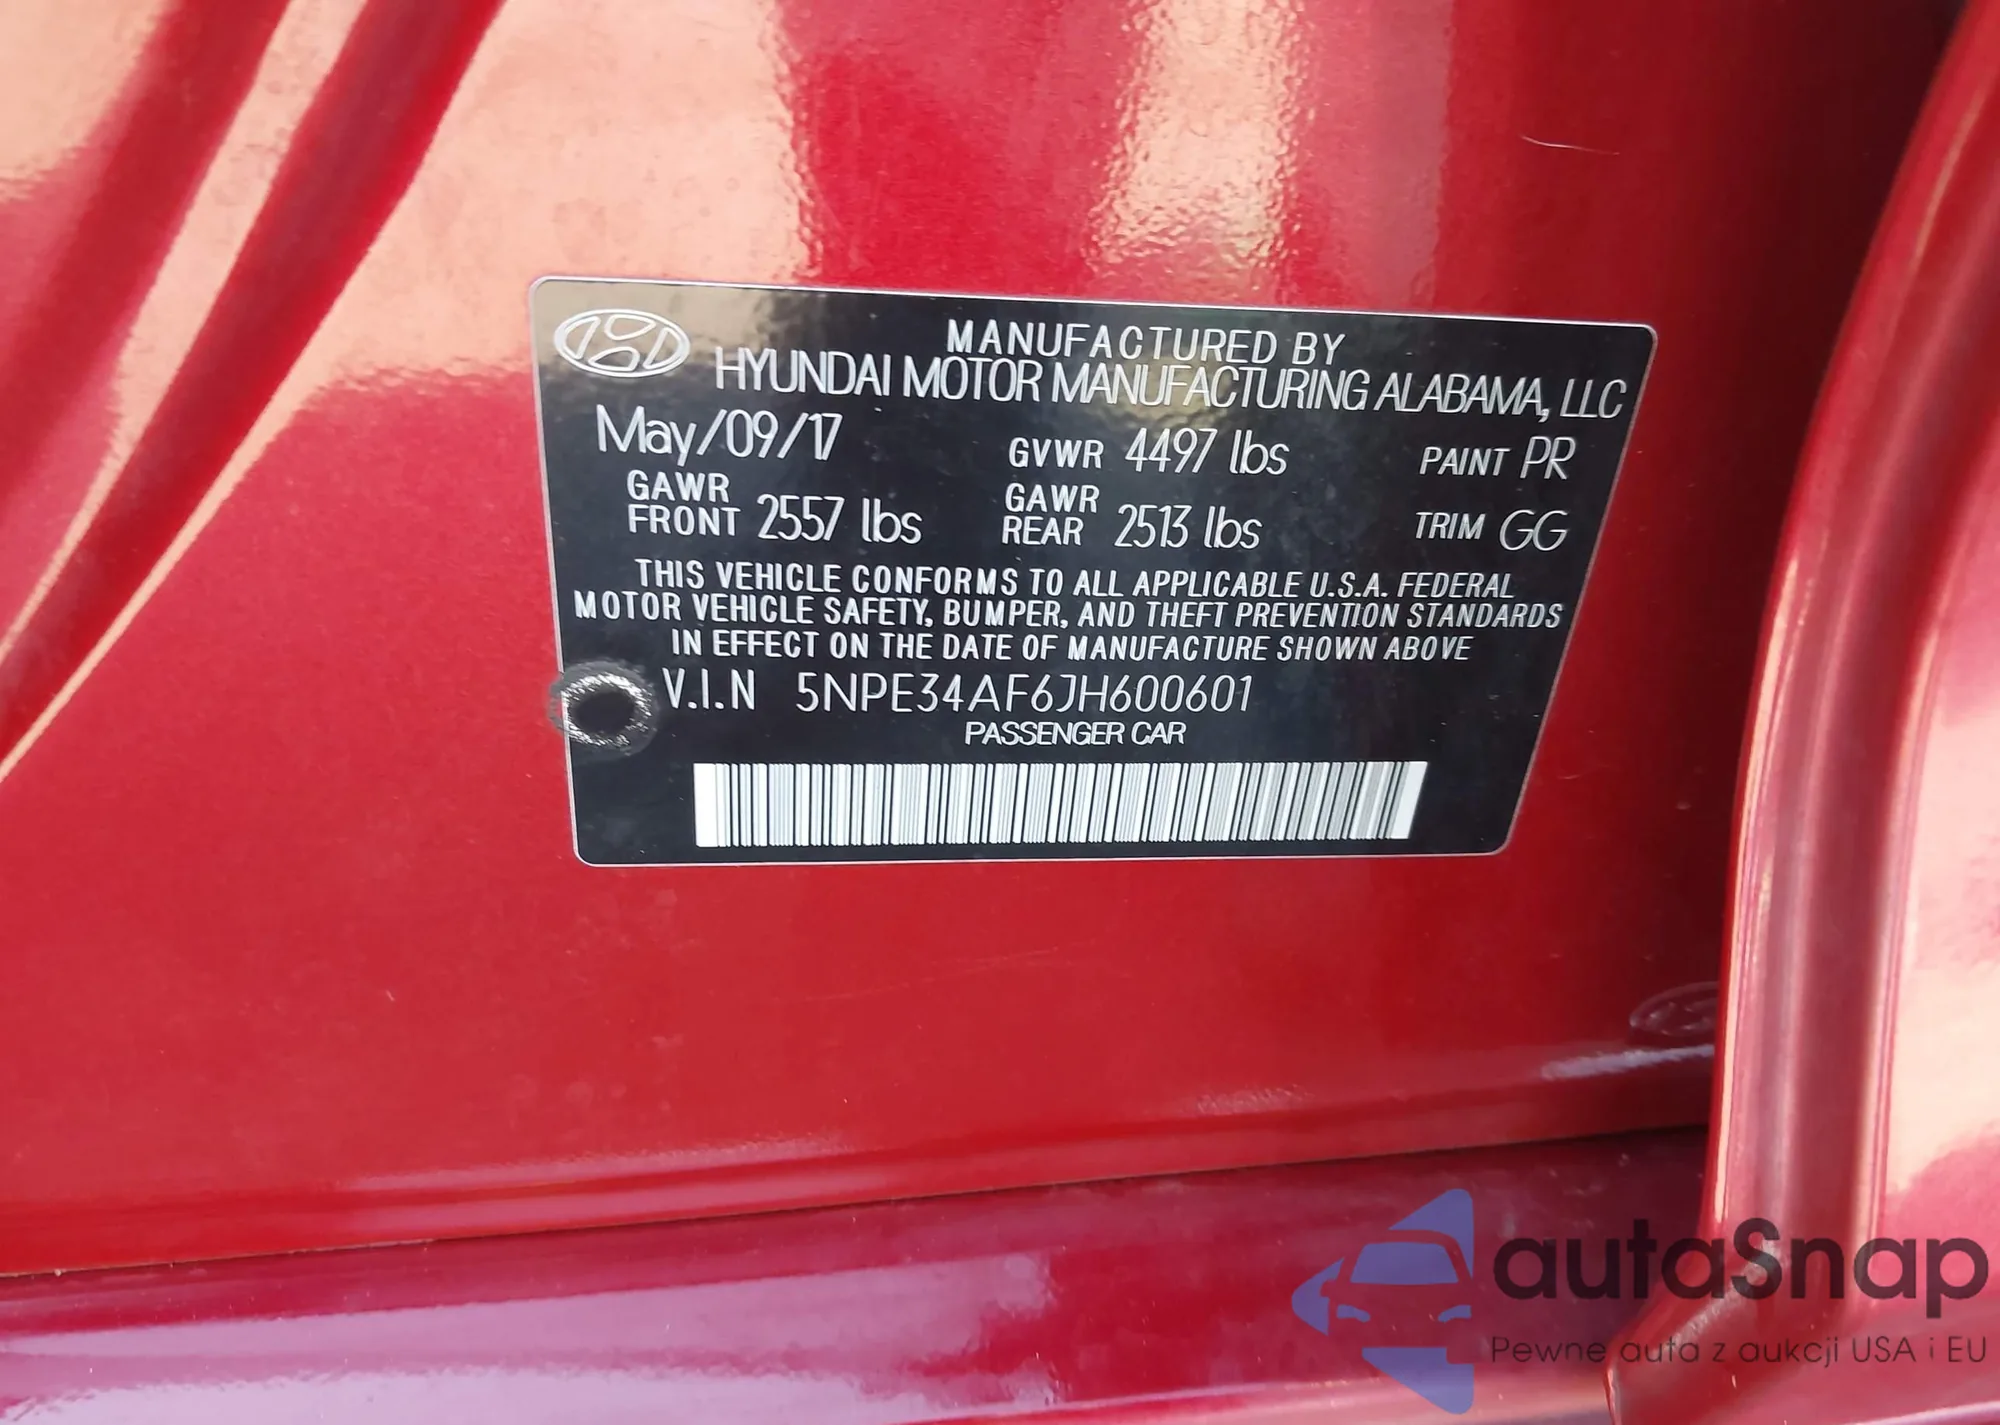 MANUFACTURED BY
HYUNDAI MOTOR MANUFACTURING ALABAMA, LLC
May/09/17 GVWR 4497 lbs PAINT PR
GAWR FRONT 2557 lbs GAWR REAR 2513 lbs TRIM GG
THIS VEHICLE CONFORMS TO ALL APPLICABLE U.S.A. FEDERAL
MOTOR VEHICLE SAFETY, BUMPER, AND THEFT PREVENTION STANDARDS
IN EFFECT ON THE DATE OF MANUFACTURE SHOWN ABOVE
V.I.N 5NPE34AF6JH600601
PASSENGER CAR
autaSnap
Pewne auta z aukcji USA i EU